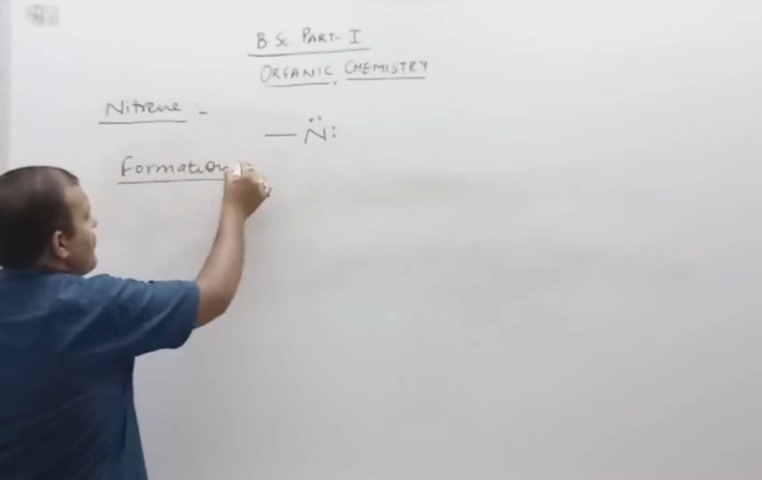 B Sc PART-I
ORGANIC CHEMISTRY
Nitrene :-
— N̈:
Formation